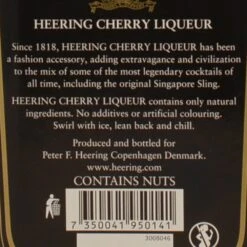 HEERING CHERRY LIQUEUR
Since 1818, HEERING CHERRY LIQUEUR has been
a fashion accessory, adding extravagance and civilization
to the mix of some of the most legendary cocktails of
all time, including the original Singapore Sling.
HEERING CHERRY LIQUEUR contains only natural
ingredients. No additives or artificial colouring.
Swirl with ice, lean back and chill.
Produced and bottled for
Peter F. Heering Copenhagen Denmark.
www.heering.com
CONTAINS NUTS
7 350041 950141
3008046